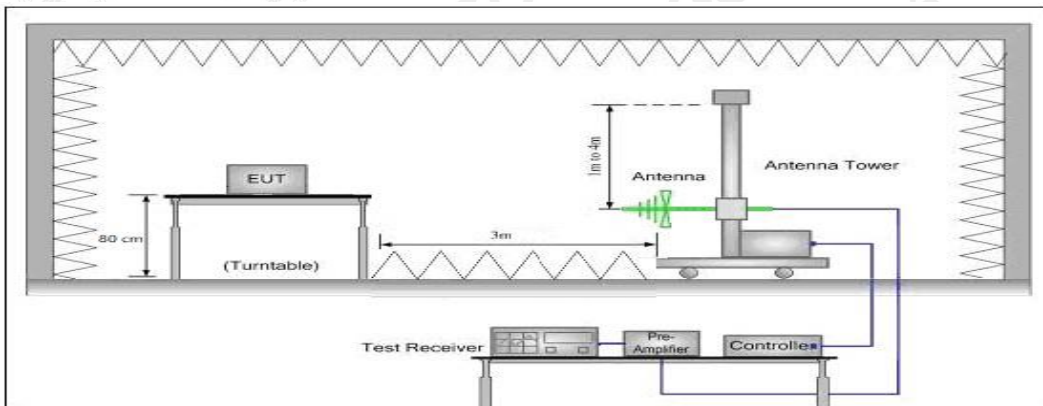 1m to 4m
Antenna Tower
Antenna
EUT
80 cm
3m
(Turntable)
Test Receiver
Pre-
Amplifier
Controller